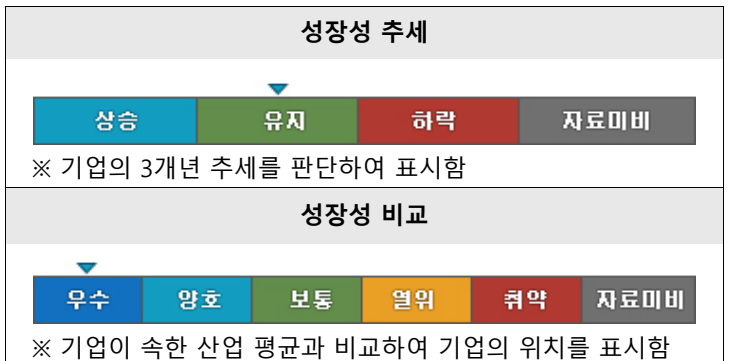 성장성 추세
상승 유지 하락 자료미비
※ 기업의 3개년 추세를 판단하여 표시함
성장성 비교
우수 양호 보통 열위 취약 자료미비
※ 기업이 속한 산업 평균과 비교하여 기업의 위치를 표시함